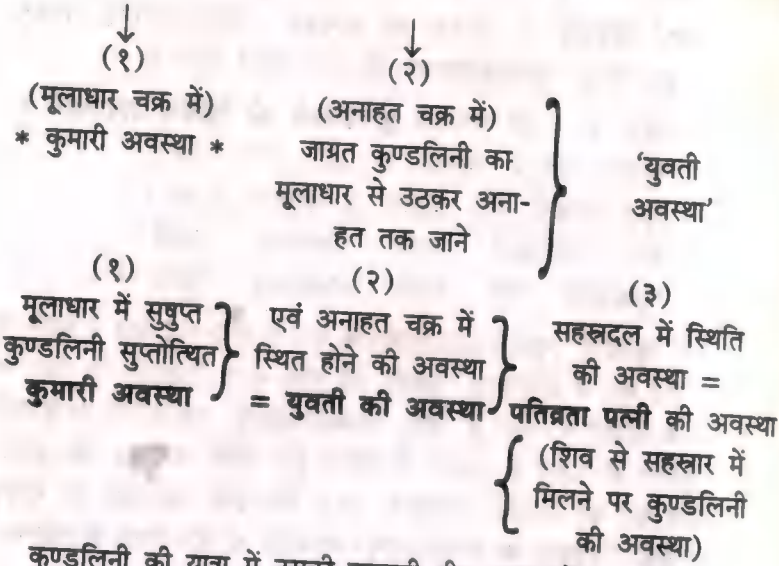 (१)
(मूलाधार चक्र में)
* कुमारी अवस्था *
(२)
(अनाहत चक्र में)
जाग्रत कुण्डलिनी का
मूलाधार से उठकर अना-
हत तक जाने
'युवती
अवस्था'
(१)
मूलाधार में सुषुप्त
कुण्डलिनी सुप्तोत्थित
कुमारी अवस्था
(२)
एवं अनाहत चक्र में
स्थित होने की अवस्था
= युवती की अवस्था
(३)
सहस्रदल में स्थिति
की अवस्था =
पतिव्रता पत्नी की अवस्था
(शिव से सहस्रार में
मिलने पर कुण्डलिनी
की अवस्था)
कुण्डलिनी की यात्रा में